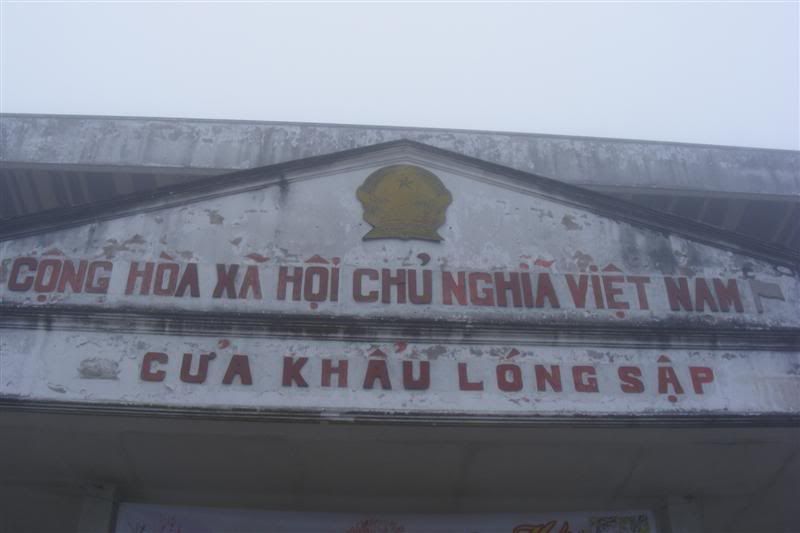 CỘNG HÒA XÃ HỘI CHỦ NGHĨA VIỆT NAM
CỬA KHẨU LÓNG SẬP